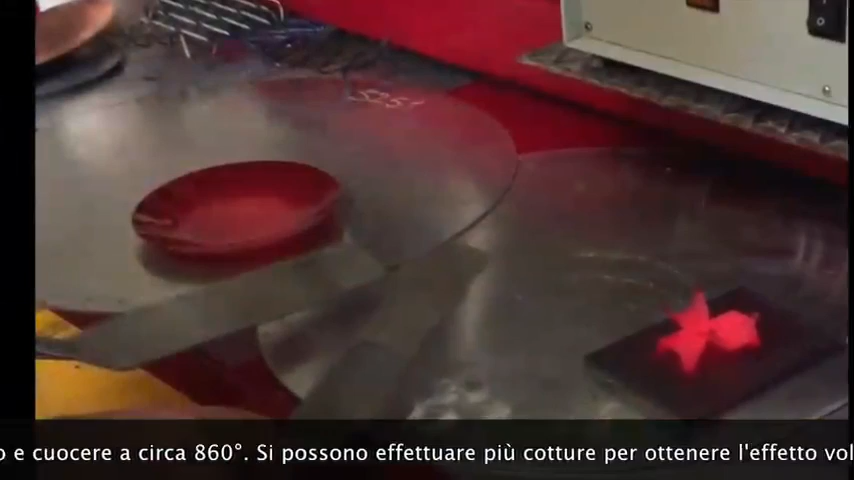 o e cuocere a circa 860°. Si possono effettuare più cotture per ottenere l'effetto vol